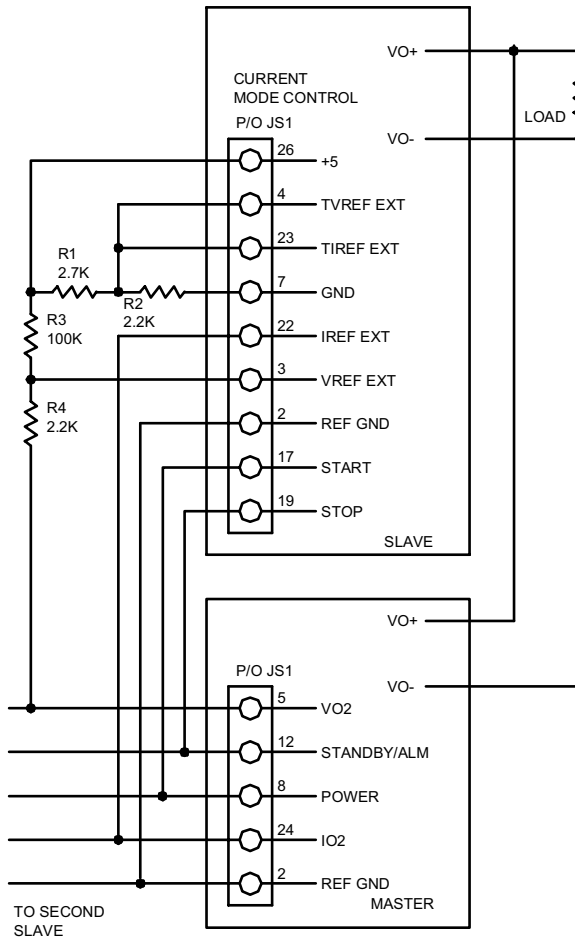 VO+
CURRENT
MODE CONTROL
LOAD
P/O JS1
VO-
26
+5
4
TVREF EXT
23
TIREF EXT
R1
2.7K
7
GND
R2
2.2K
R3
100K
22
IREF EXT
3
VREF EXT
R4
2.2K
2
REF GND
17
START
19
STOP
SLAVE
VO+
P/O JS1
VO-
5
VO2
12
STANDBY/ALM
8
POWER
24
IO2
2
REF GND
MASTER
TO SECOND
SLAVE